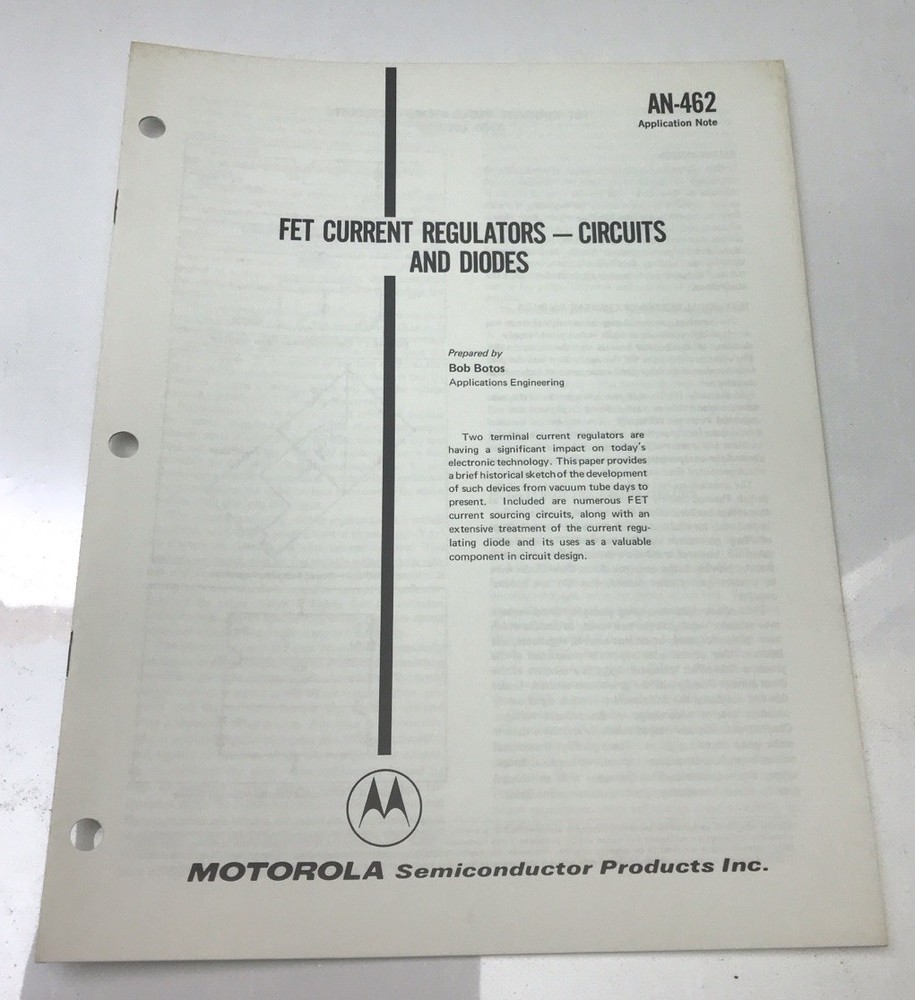 AN-462
Application Note
FET CURRENT REGULATORS — CIRCUITS
AND DIODES
Prepared by
Bob Botos
Applications Engineering
Two terminal current regulators are
having a significant impact on today's
electronic technology. This paper provides
a brief historical sketch of the development
of such devices from vacuum tube days to
present. Included are numerous FET
current sourcing circuits, along with an
extensive treatment of the current regu-
lating diode and its uses as a valuable
component in circuit design.
MOTOROLA Semiconductor Products Inc.